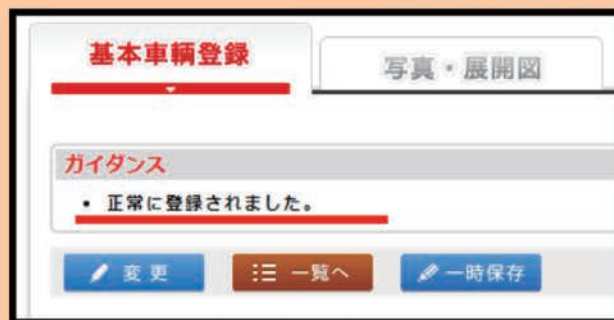 基本車輌登録
写真・展開図
ガイダンス
・ 正常に登録されました。
変更
一覧へ
一時保存